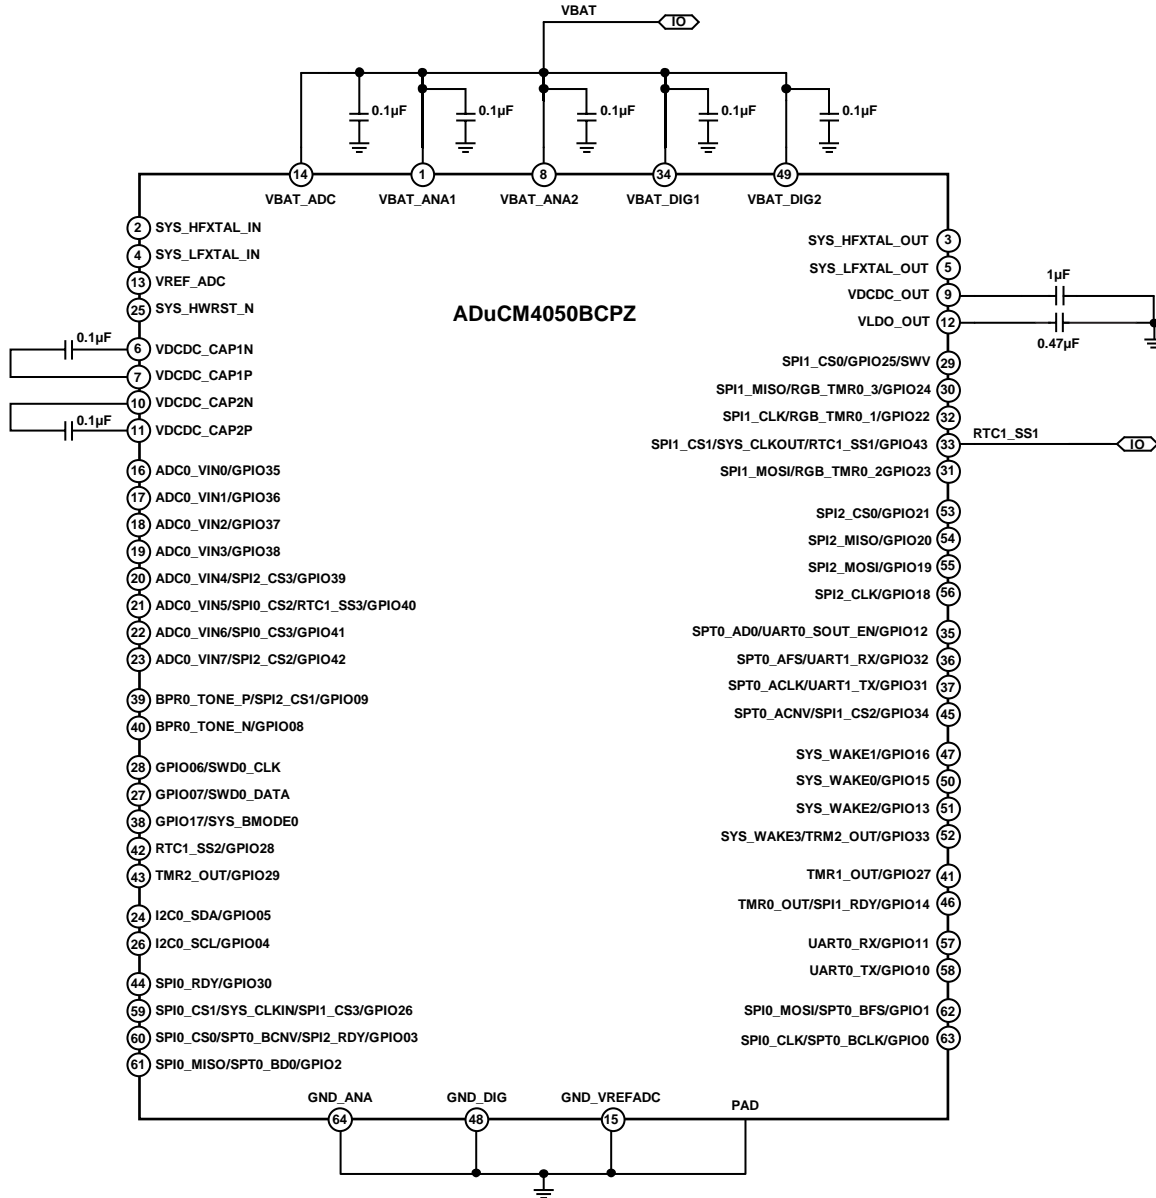 VBAT
IO
0.1µF
0.1µF
0.1µF
0.1µF
0.1µF
14
1
8
34
49
VBAT_ADC
VBAT_ANA1
VBAT_ANA2
VBAT_DIG1
VBAT_DIG2
ADuCM4050BCPZ
2 SYS_HFXTAL_IN
4 SYS_LFXTAL_IN
13 VREF_ADC
25 SYS_HWRST_N
0.1µF
6 VDCDC_CAP1N
7 VDCDC_CAP1P
10 VDCDC_CAP2N
0.1µF
11 VDCDC_CAP2P
16 ADC0_VIN0/GPIO35
17 ADC0_VIN1/GPIO36
18 ADC0_VIN2/GPIO37
19 ADC0_VIN3/GPIO38
20 ADC0_VIN4/SPI2_CS3/GPIO39
21 ADC0_VIN5/SPI0_CS2/RTC1_SS3/GPIO40
22 ADC0_VIN6/SPI0_CS3/GPIO41
23 ADC0_VIN7/SPI2_CS2/GPIO42
39 BPR0_TONE_P/SPI2_CS1/GPIO09
40 BPR0_TONE_N/GPIO08
28 GPIO06/SWD0_CLK
27 GPIO07/SWD0_DATA
38 GPIO17/SYS_BMODE0
42 RTC1_SS2/GPIO28
43 TMR2_OUT/GPIO29
24 I2C0_SDA/GPIO05
26 I2C0_SCL/GPIO04
44 SPI0_RDY/GPIO30
59 SPI0_CS1/SYS_CLKIN/SPI1_CS3/GPIO26
60 SPI0_CS0/SPT0_BCNV/SPI2_RDY/GPIO03
61 SPI0_MISO/SPT0_BD0/GPIO2
SYS_HFXTAL_OUT 3
SYS_LFXTAL_OUT 5
1µF
VDCDC_OUT 9
VLDO_OUT 12
0.47µF
SPI1_CS0/GPIO25/SWV 29
SPI1_MISO/RGB_TMR0_3/GPIO24 30
SPI1_CLK/RGB_TMR0_1/GPIO22 32
SPI1_CS1/SYS_CLKOUT/RTC1_SS1/GPIO43 33
RTC1_SS1
IO
SPI1_MOSI/RGB_TMR0_2GPIO23 31
SPI2_CS0/GPIO21 53
SPI2_MISO/GPIO20 54
SPI2_MOSI/GPIO19 55
SPI2_CLK/GPIO18 56
SPT0_AD0/UART0_SOUT_EN/GPIO12 35
SPT0_AFS/UART1_RX/GPIO32 36
SPT0_ACLK/UART1_TX/GPIO31 37
SPT0_ACNV/SPI1_CS2/GPIO34 45
SYS_WAKE1/GPIO16 47
SYS_WAKE0/GPIO15 50
SYS_WAKE2/GPIO13 51
SYS_WAKE3/TRM2_OUT/GPIO33 52
TMR1_OUT/GPIO27 41
TMR0_OUT/SPI1_RDY/GPIO14 46
UART0_RX/GPIO11 57
UART0_TX/GPIO10 58
SPI0_MOSI/SPT0_BFS/GPIO1 62
SPI0_CLK/SPT0_BCLK/GPIO0 63
GND_ANA
GND_DIG
GND_VREFADC
PAD
64
48
15